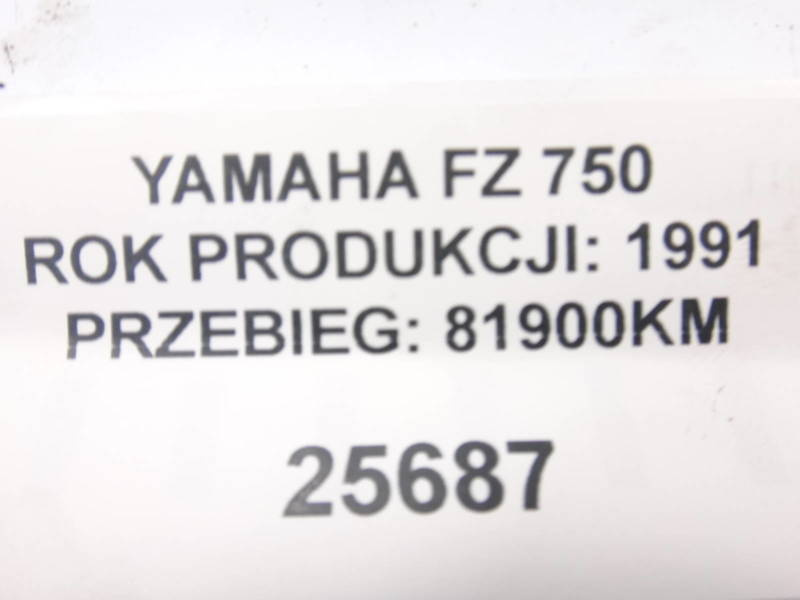 YAMAHA FZ 750
ROK PRODUKCJI: 1991
PRZEBIEG: 81900KM
25687